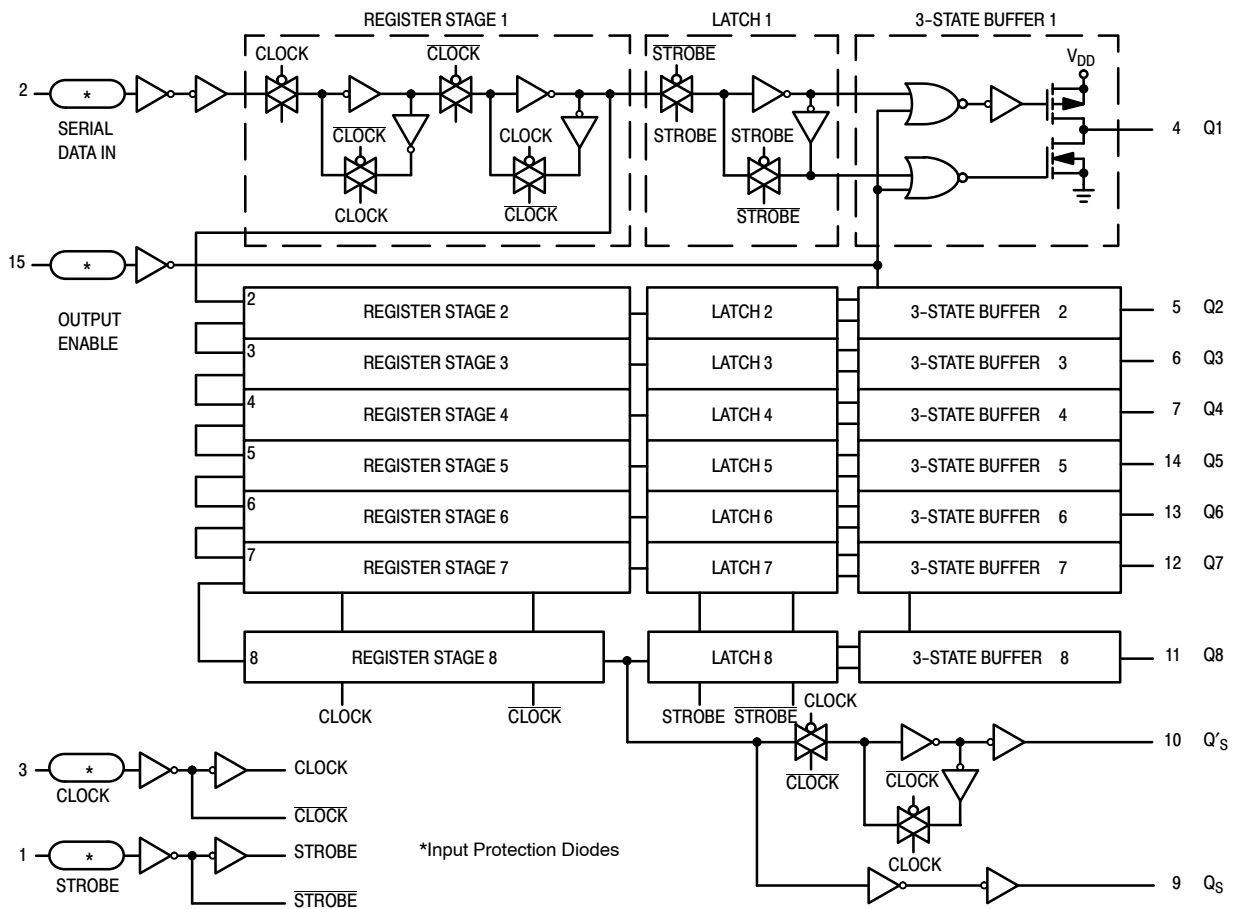 REGISTER STAGE 1
LATCH 1
3-STATE BUFFER 1
CLOCK
CLOCK
STROBE
VDD
2
*
SERIAL
DATA IN
CLOCK
CLOCK
STROBE
STROBE
4 Q1
CLOCK
CLOCK
STROBE
15
*
OUTPUT
ENABLE
2
REGISTER STAGE 2
LATCH 2
3-STATE BUFFER 2
5 Q2
3
REGISTER STAGE 3
LATCH 3
3-STATE BUFFER 3
6 Q3
4
REGISTER STAGE 4
LATCH 4
3-STATE BUFFER 4
7 Q4
5
REGISTER STAGE 5
LATCH 5
3-STATE BUFFER 5
14 Q5
6
REGISTER STAGE 6
LATCH 6
3-STATE BUFFER 6
13 Q6
7
REGISTER STAGE 7
LATCH 7
3-STATE BUFFER 7
12 Q7
8
REGISTER STAGE 8
LATCH 8
3-STATE BUFFER 8
11 Q8
CLOCK
CLOCK
STROBE
STROBE
CLOCK
10 Q'S
CLOCK
CLOCK
CLOCK
3
*
CLOCK
CLOCK
CLOCK
1
*
STROBE
STROBE
STROBE
*Input Protection Diodes
9 QS